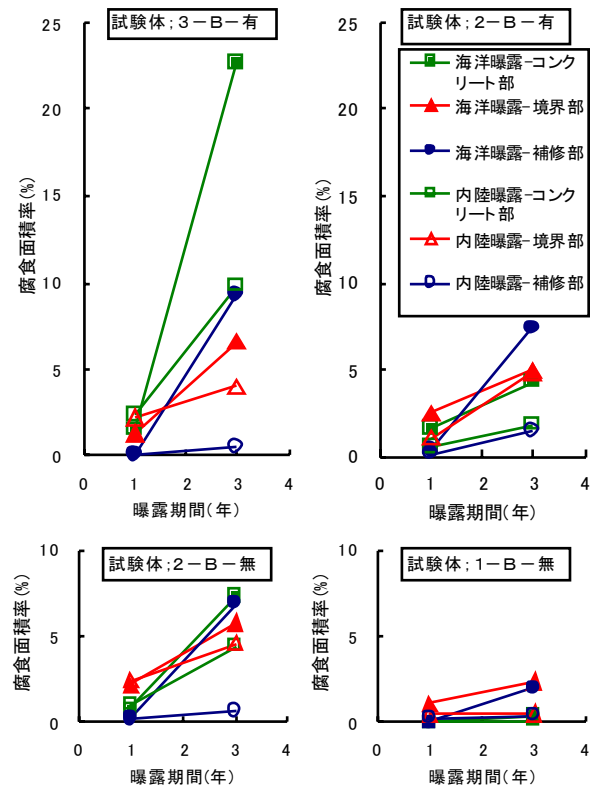 試験体；３－Ｂ－有
25
20
15
10
5
0
0 1 2 3 4
腐食面積率(%)
曝露期間(年)
試験体；２－Ｂ－有
海洋曝露-コンク
リート部
海洋曝露-境界部
海洋曝露-補修部
内陸曝露-コンク
リート部
内陸曝露-境界部
内陸曝露-補修部
25
20
15
10
5
0
0 1 2 3 4
腐食面積率(%)
曝露期間(年)
試験体；２－Ｂ－無
10
5
0
0 1 2 3 4
腐食面積率(%)
曝露期間(年)
試験体；１－Ｂ－無
10
5
0
0 1 2 3 4
腐食面積率(%)
曝露期間(年)